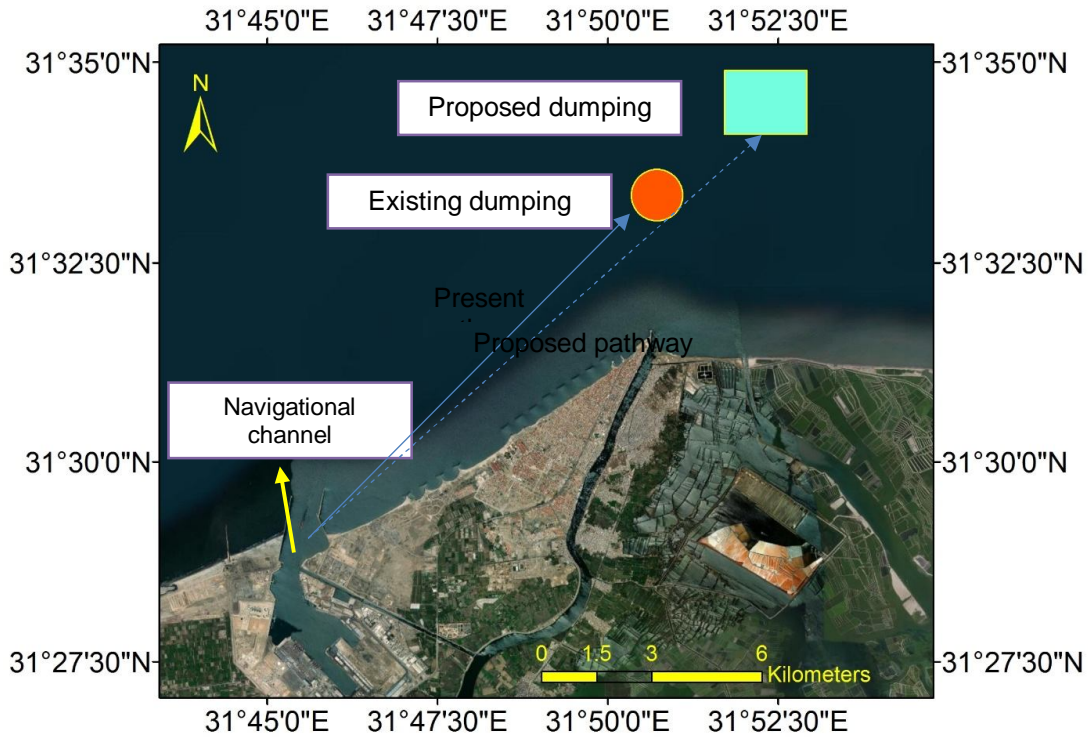 31°45'0"E 31°47'30"E 31°50'0"E 31°52'30"E
31°35'0"N 31°35'0"N
N
Proposed dumping
Existing dumping
31°32'30"N 31°32'30"N
Present
Proposed pathway
Navigational
channel
31°30'0"N 31°30'0"N
0 1.5 3 6
Kilometers
31°27'30"N 31°27'30"N
31°45'0"E 31°47'30"E 31°50'0"E 31°52'30"E